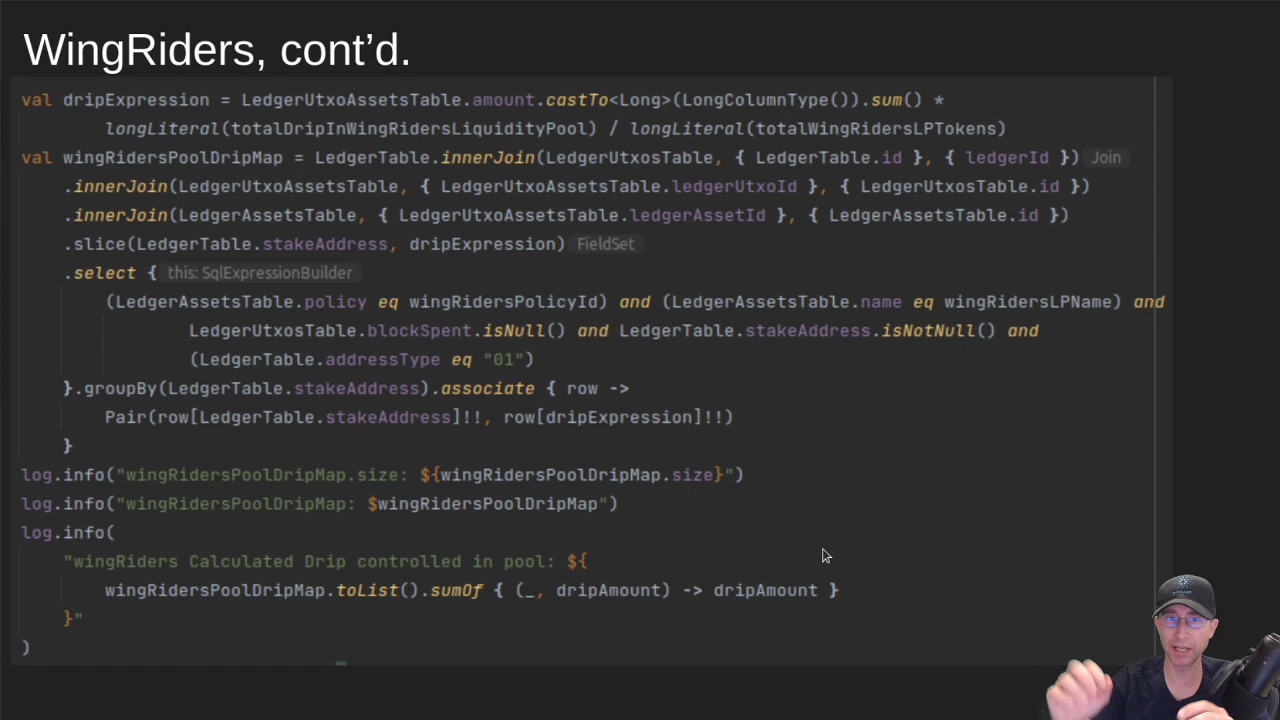 WingRiders, cont’d.
val dripExpression = LedgerUtxoAssetsTable.amount.castTo<Long>(LongColumnType()).sum() *
longLiteral(totalDripInWingRidersLiquidityPool) / longLiteral(totalWingRidersLPTokens)
val wingRidersPoolDripMap = LedgerTable.innerJoin(LedgerUtxosTable, { LedgerTable.id }, { ledgerId }) Join
.innerJoin(LedgerUtxoAssetsTable, { LedgerUtxoAssetsTable.ledgerUtxoId }, { LedgerUtxosTable.id })
.innerJoin(LedgerAssetsTable, { LedgerUtxoAssetsTable.ledgerAssetId }, { LedgerAssetsTable.id })
.slice(LedgerTable.stakeAddress, dripExpression) FieldSet
.select { this: SqlExpressionBuilder
(LedgerAssetsTable.policy eq wingRidersPolicyId) and (LedgerAssetsTable.name eq wingRidersLPName) and
LedgerUtxosTable.blockSpent.isNull() and LedgerTable.stakeAddress.isNotNull() and
(LedgerTable.addressType eq "01")
}.groupBy(LedgerTable.stakeAddress).associate { row ->
Pair(row[LedgerTable.stakeAddress]!!, row[dripExpression]!!)
}
log.info("wingRidersPoolDripMap.size: ${wingRidersPoolDripMap.size}")
log.info("wingRidersPoolDripMap: $wingRidersPoolDripMap")
log.info(
"wingRiders Calculated Drip controlled in pool: ${
wingRidersPoolDripMap.toList().sumOf { (_, dripAmount) -> dripAmount }
}"
)